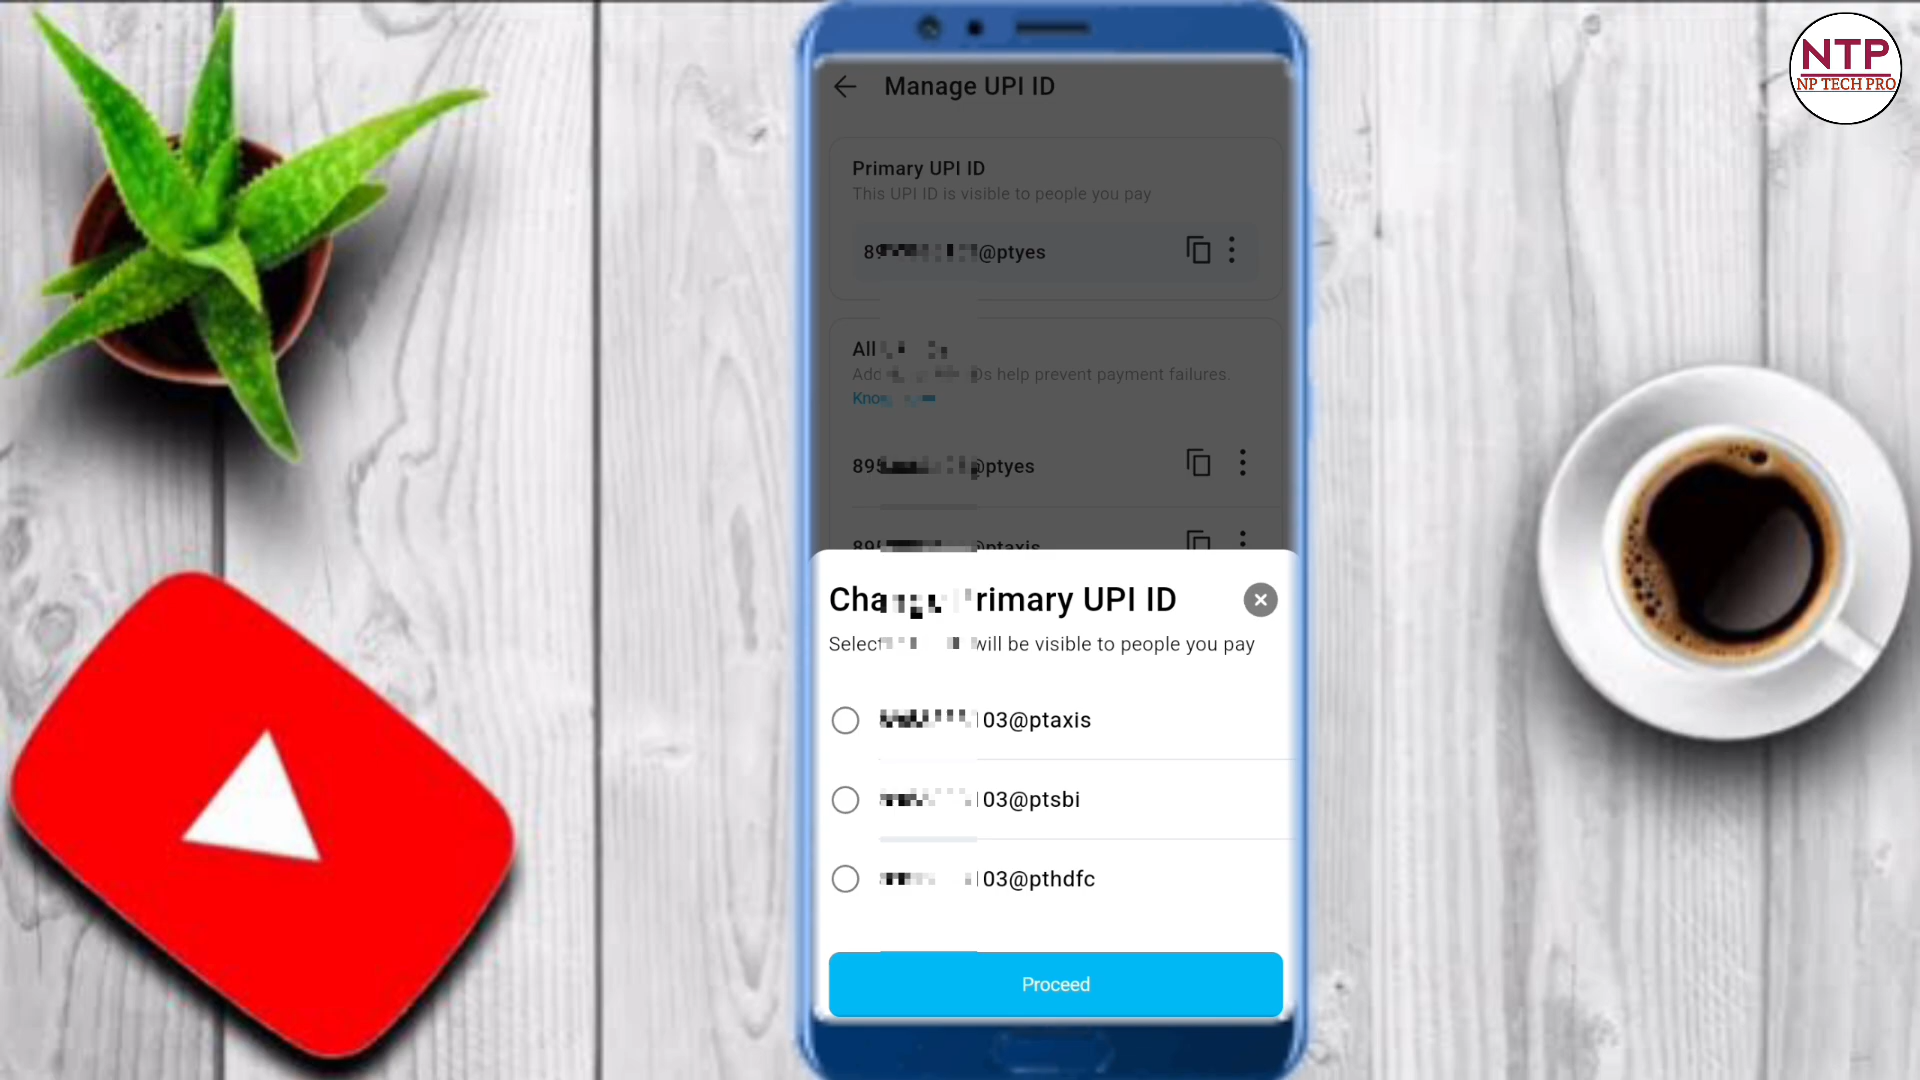 NTP
NP TECH PRO
Manage UPI ID
Primary UPI ID
This UPI ID is visible to people you pay
@ptyes
All
help prevent payment failures.
@ptyes
@ptaxis
Primary UPI ID
Select will be visible to people you pay
03@ptaxis
03@ptsbi
03@pthdfc
Proceed